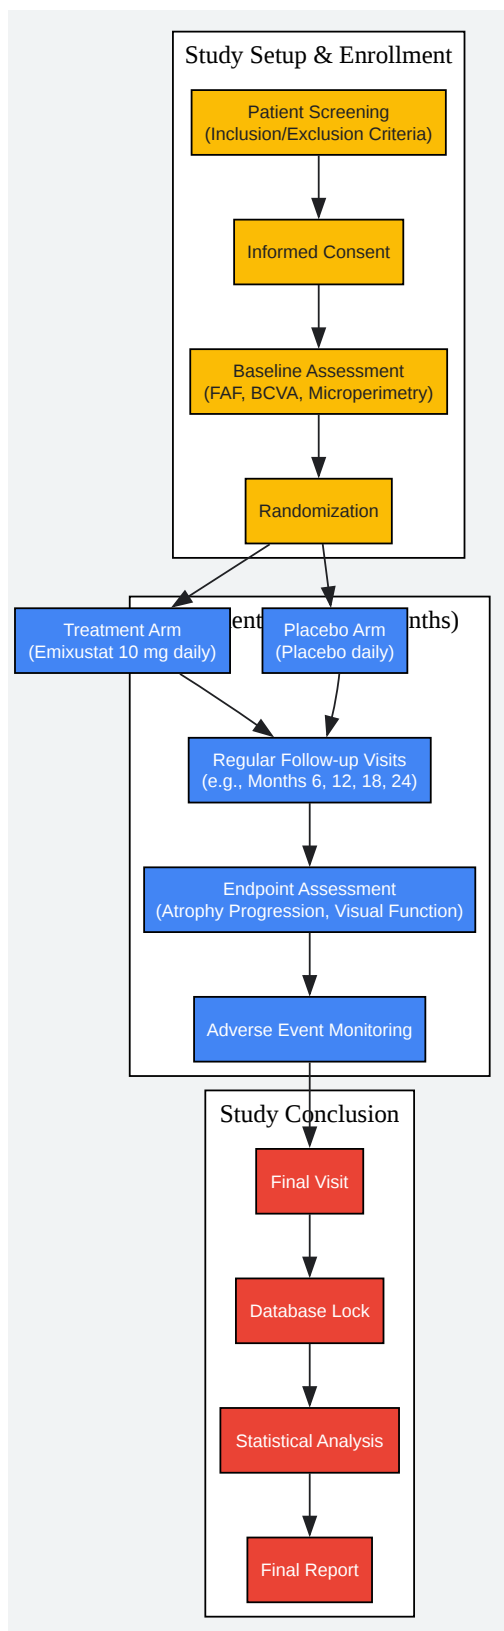 Study Setup & Enrollment
Patient Screening
(Inclusion/Exclusion Criteria)
Informed Consent
Baseline Assessment
(FAF, BCVA, Microperimetry)
Randomization
Treatment Arm
(Emixustat 10 mg daily)
Placebo Arm
(Placebo daily)
Regular Follow-up Visits
(e.g., Months 6, 12, 18, 24)
Endpoint Assessment
(Atrophy Progression, Visual Function)
Adverse Event Monitoring
Study Conclusion
Final Visit
Database Lock
Statistical Analysis
Final Report